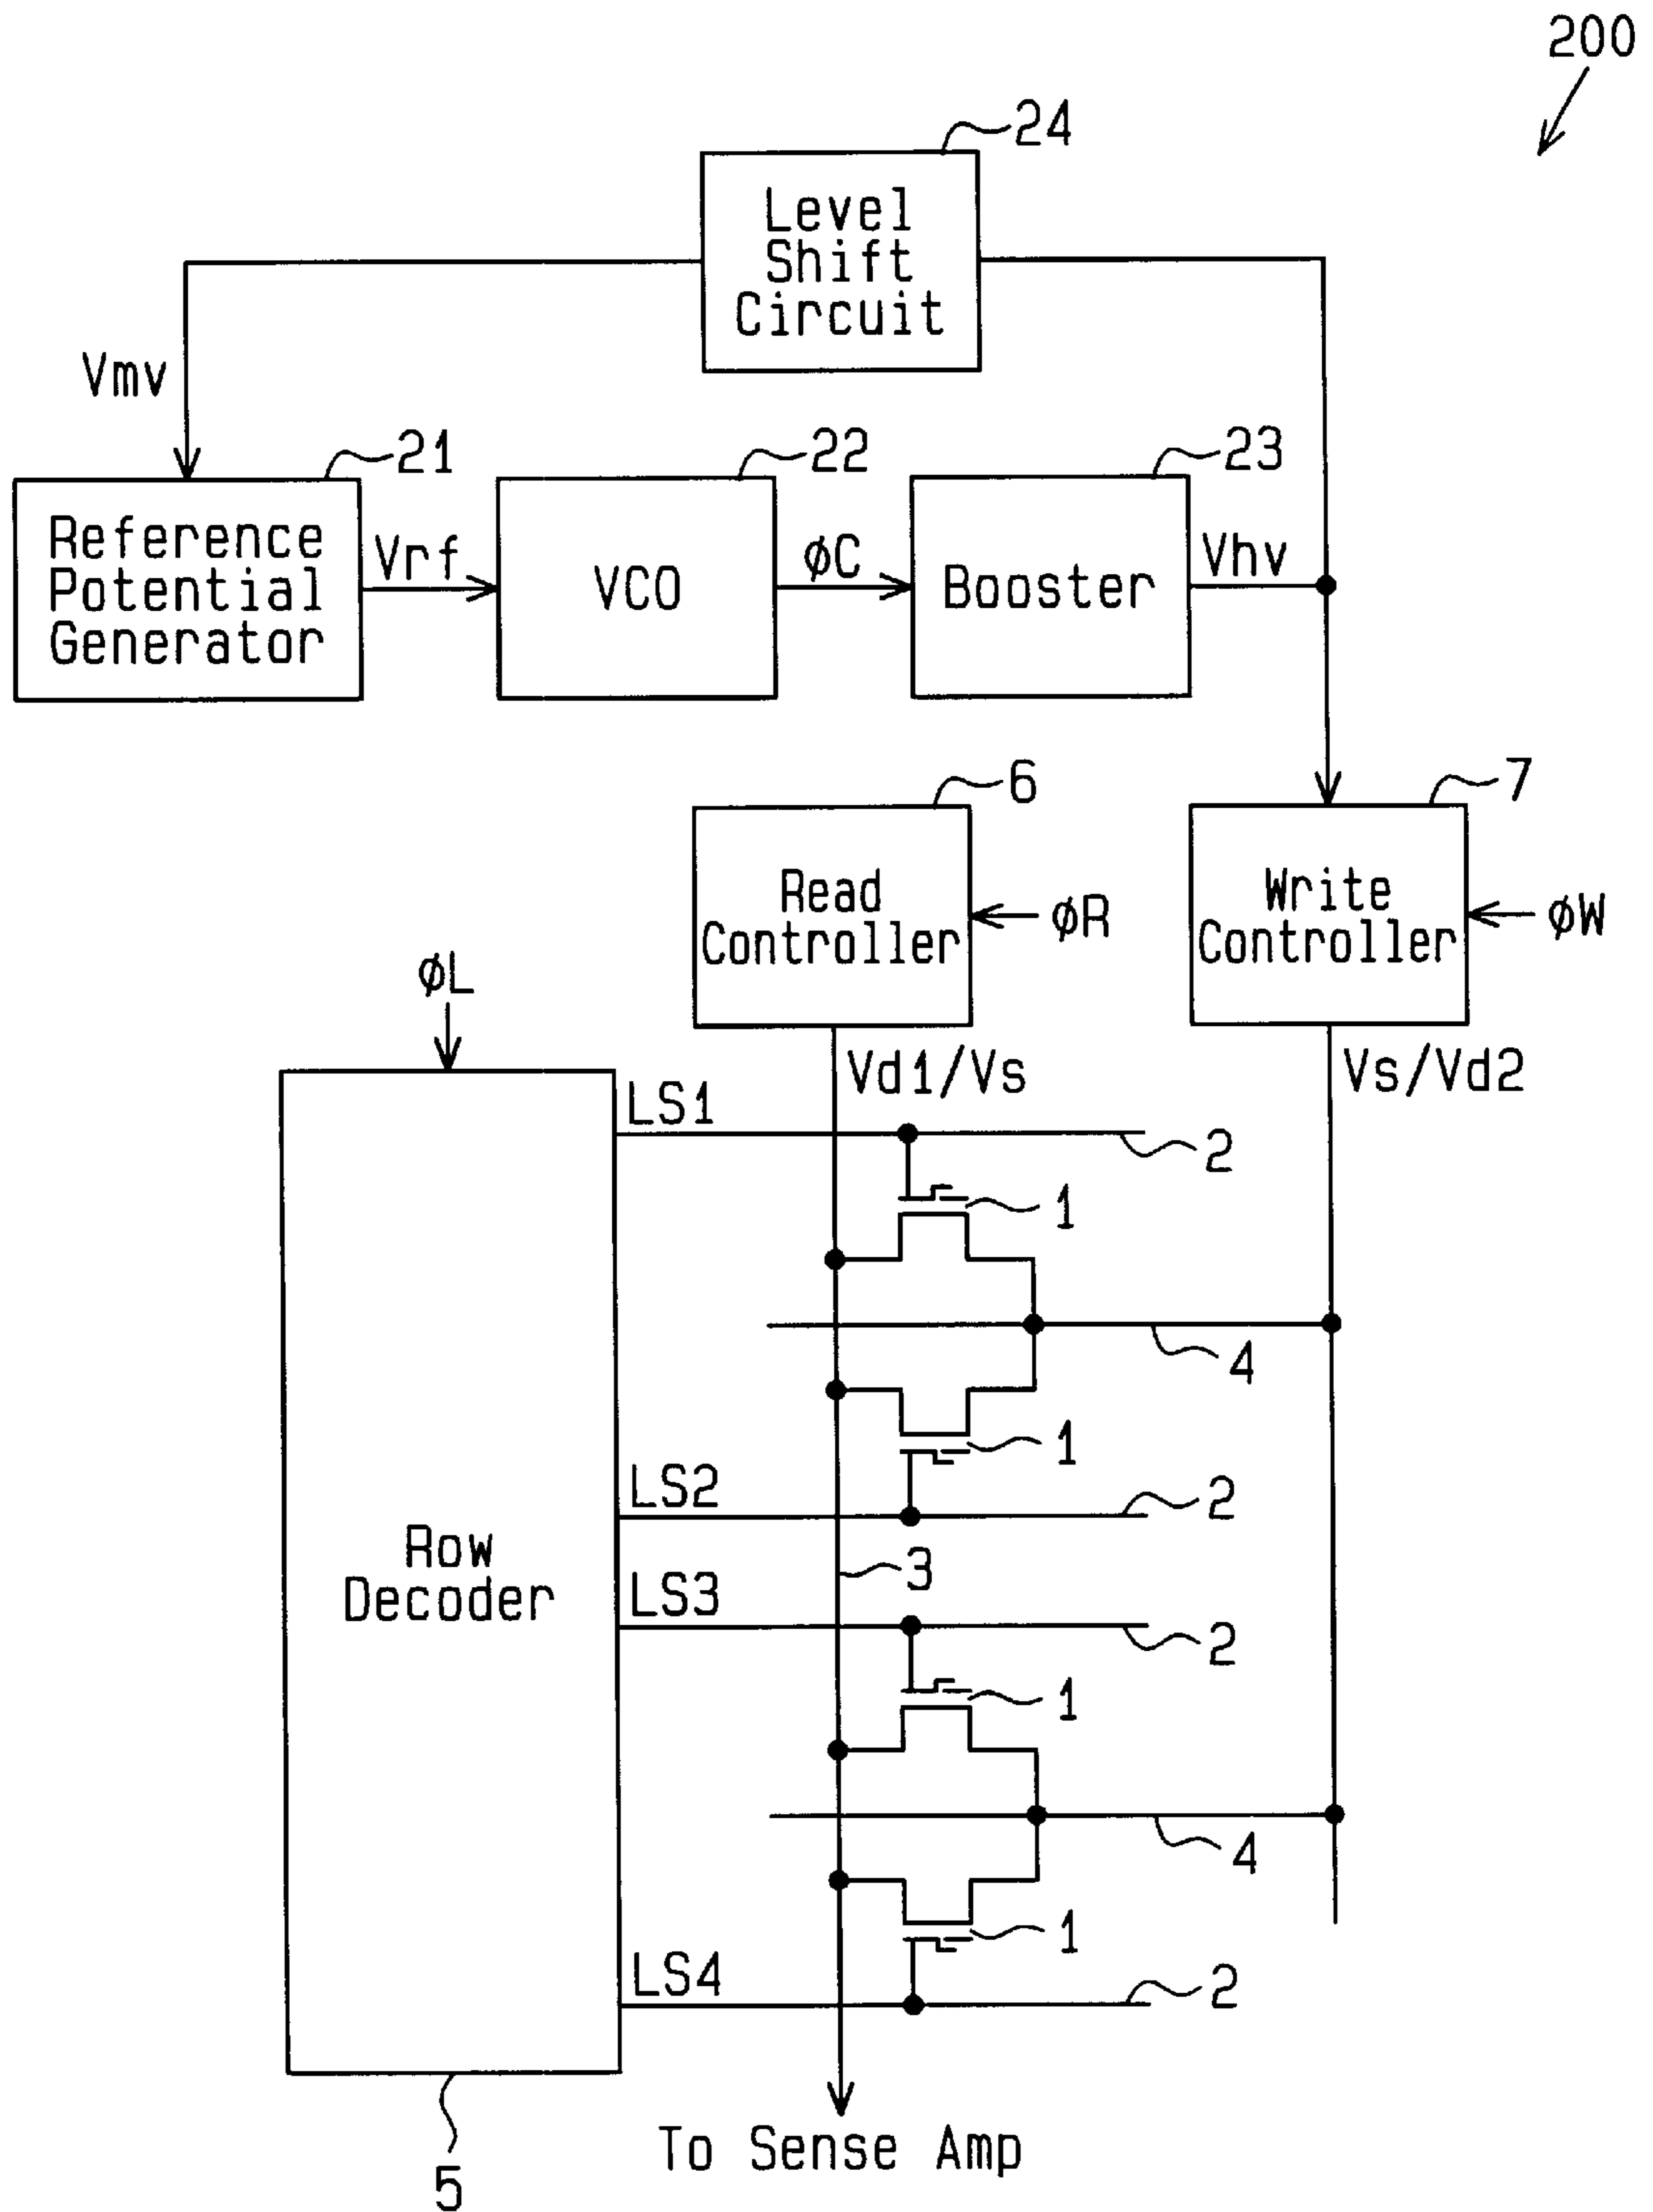 200
24
Level
Shift
Circuit
Vmv
21
22
23
Reference
Potential
Generator
Vrf
VCO
φC
Booster
Vhv
6
7
Read
Controller
φR
Write
Controller
φW
φL
Vd1/Vs
Vs/Vd2
LS1
2
1
4
1
LS2
2
Row
Decoder
3
LS3
2
1
4
1
LS4
2
To Sense Amp
5